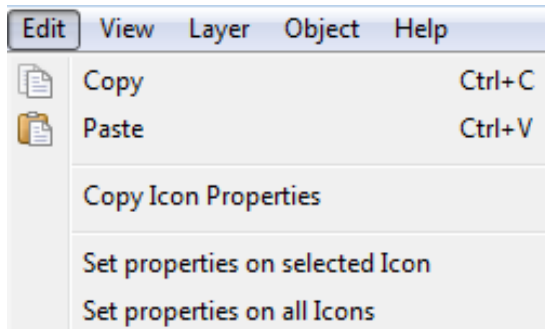 Edit View Layer Object Help
Copy Ctrl+C
Paste Ctrl+V
Copy Icon Properties
Set properties on selected Icon
Set properties on all Icons